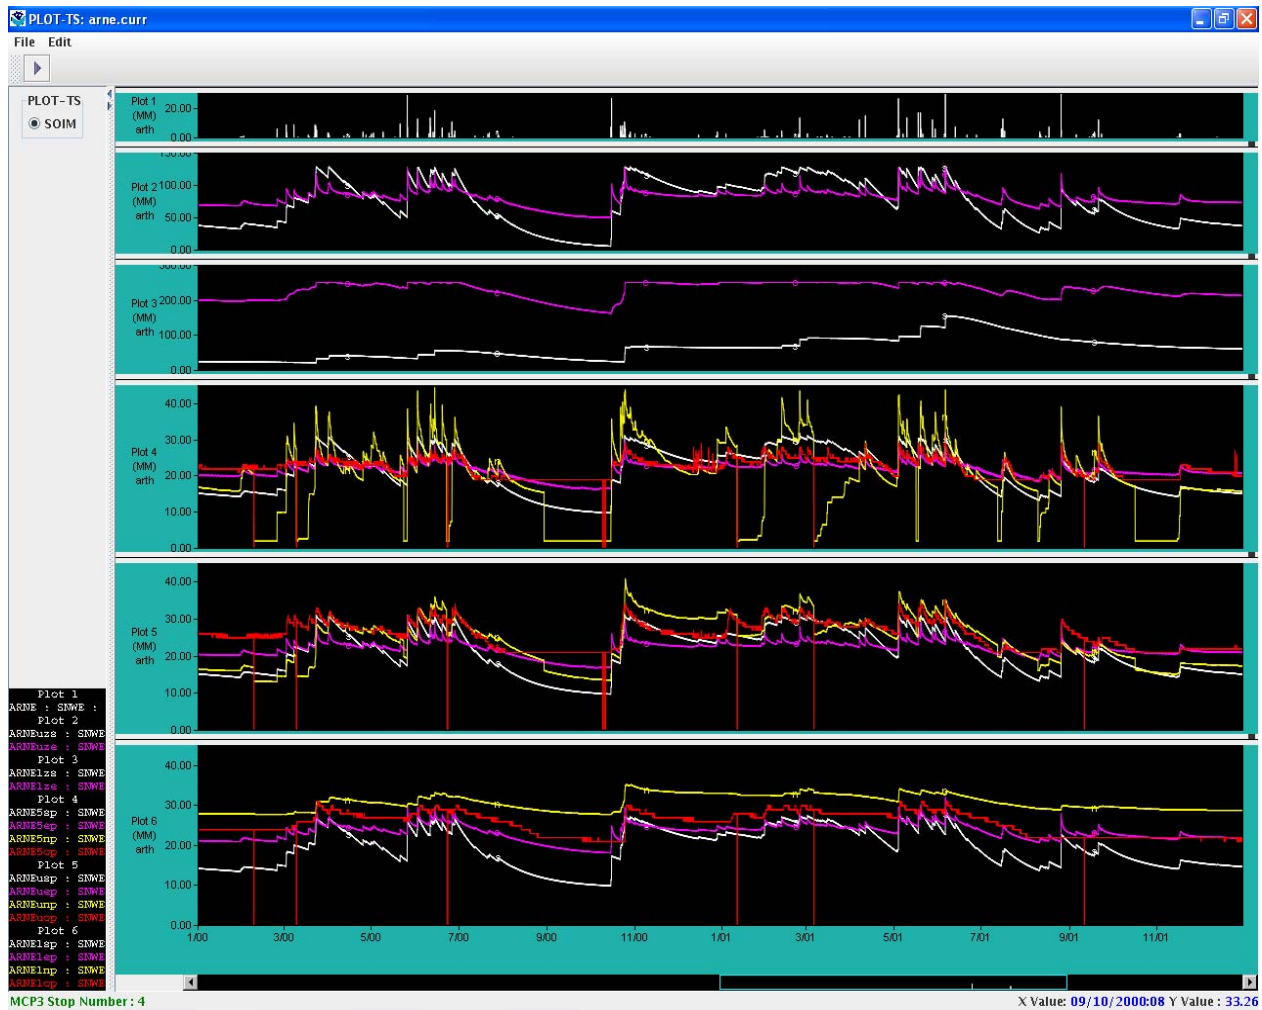 PLOT-TS: arne.curr
File Edit
PLOT-TS
SOIM
Plot 1
(MM)
arth
20.00
0.00
150.00
Plot 2 100.00
(MM)
arth
50.00
0.00
300.00
Plot 3 200.00
(MM)
arth 100.00
0.00
40.00
30.00
Plot 4
(MM)
arth
20.00
10.00
0.00
40.00
30.00
Plot 5
(MM)
arth
20.00
10.00
0.00
40.00
30.00
Plot 6
(MM)
arth
20.00
10.00
0.00
1/00 3/00 5/00 7/00 9/00 11/00 1/01 3/01 5/01 7/01 9/01 11/01
Plot 1
ARNE : SNWE :
Plot 2
ARNEuzs : SNWE
ARNEuze : SNWE
Plot 3
ARNElzs : SNWE
ARNElze : SNWE
Plot 4
ARNE5sp : SNWE
ARNE5ep : SNWE
ARNE5np : SNWE
ARNE5op : SNWE
Plot 5
ARNEusp : SNWE
ARNEuep : SNWE
ARNEunp : SNWE
ARNEuop : SNWE
Plot 6
ARNElsp : SNWE
ARNElep : SNWE
ARNElnp : SNWE
ARNElop : SNWE
MCP3 Stop Number : 4
X Value: 09/10/2000:08 Y Value : 33.26